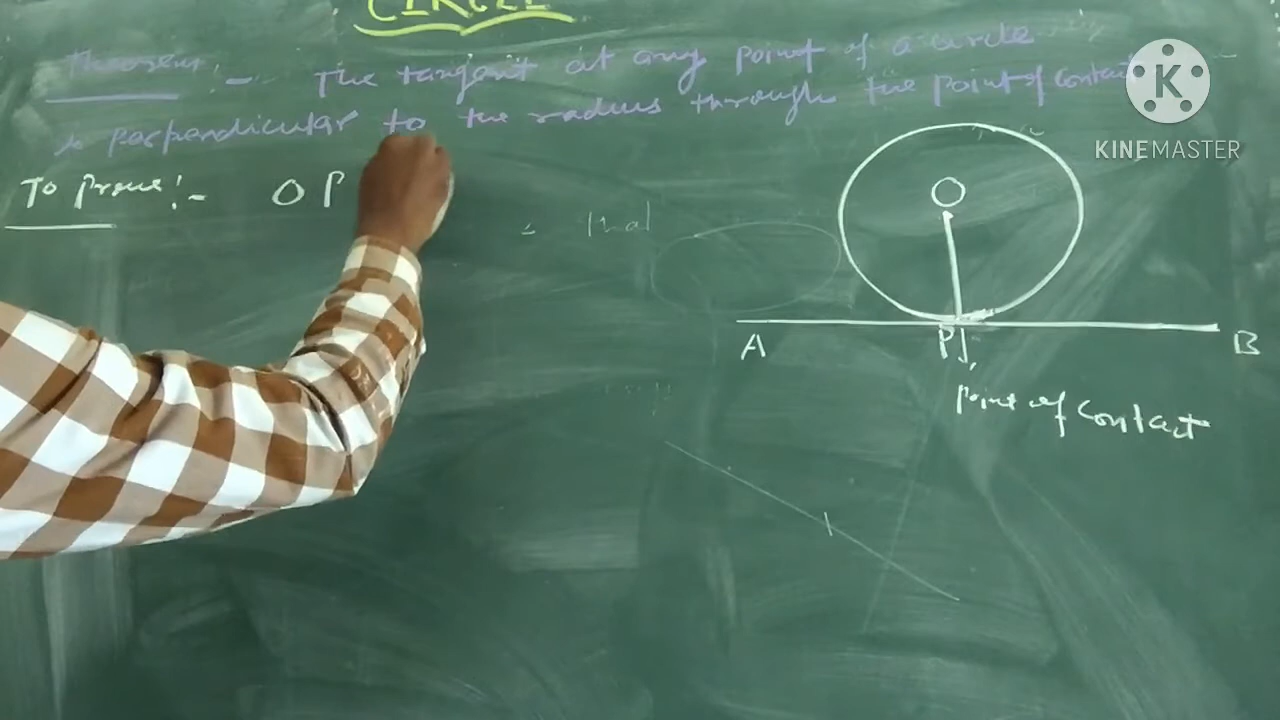 CIRCLE
Theorem :- The tangent at any point of a circle
is perpendicular to the radius through the point of contact
To prove :- OP
O
A P B
point of contact
K
KINEMASTER